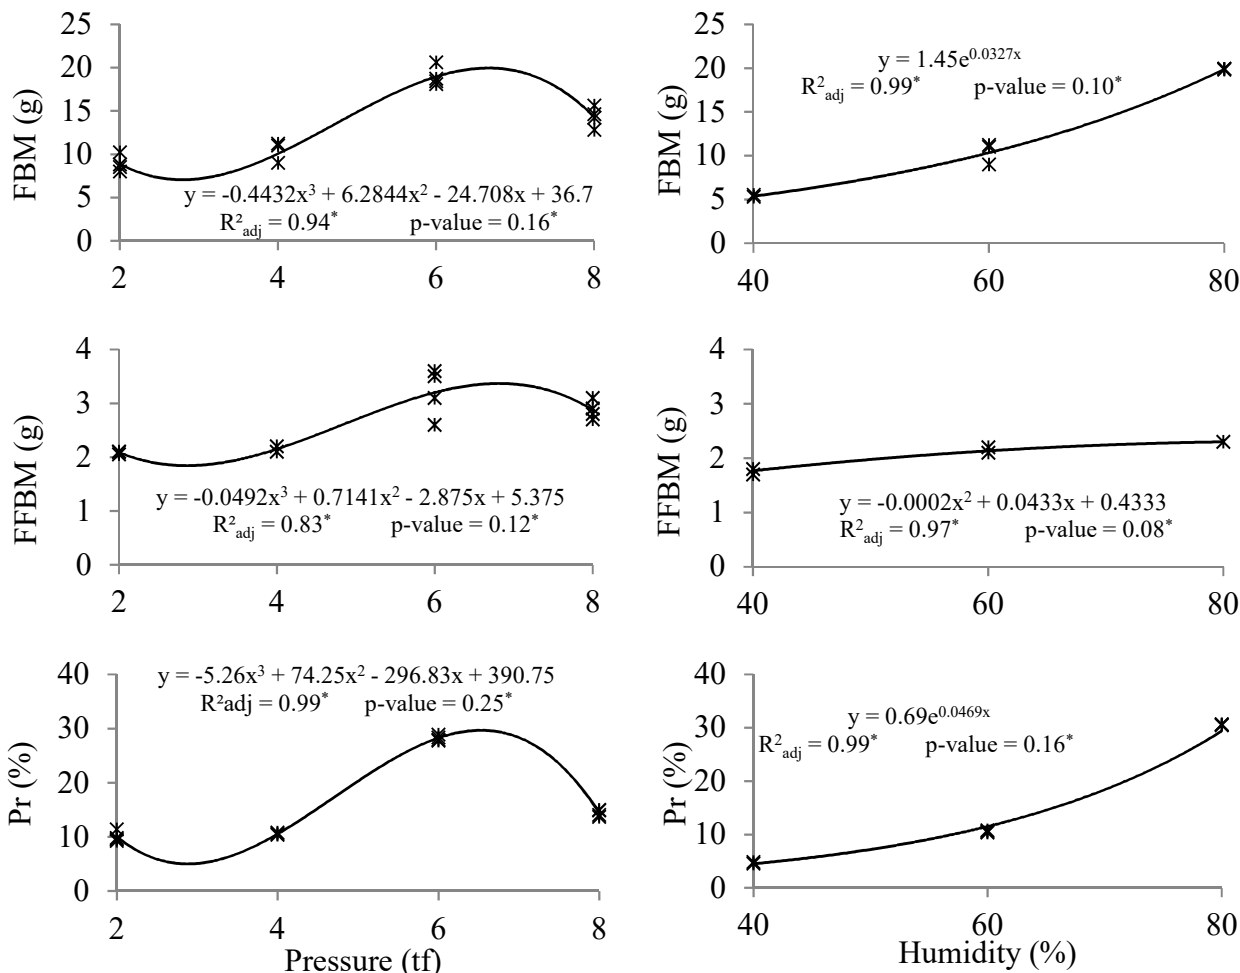 FBM (g)
25
20
15
10
5
0
2 4 6 8
y = -0.4432x³ + 6.2844x² - 24.708x + 36.7
R²adj = 0.94* p-value = 0.16*
FBM (g)
25
20
15
10
5
0
40 60 80
y = 1.45e^0.0327x
R²adj = 0.99* p-value = 0.10*
FFBM (g)
4
3
2
1
0
2 4 6 8
y = -0.0492x³ + 0.7141x² - 2.875x + 5.375
R²adj = 0.83* p-value = 0.12*
FFBM (g)
4
3
2
1
0
40 60 80
y = -0.0002x² + 0.0433x + 0.4333
R²adj = 0.97* p-value = 0.08*
Pr (%)
40
30
20
10
0
2 4 6 8
Pressure (tf)
y = -5.26x³ + 74.25x² - 296.83x + 390.75
R²adj = 0.99* p-value = 0.25*
Pr (%)
40
30
20
10
0
40 60 80
Humidity (%)
y = 0.69e^0.0469x
R²adj = 0.99* p-value = 0.16*